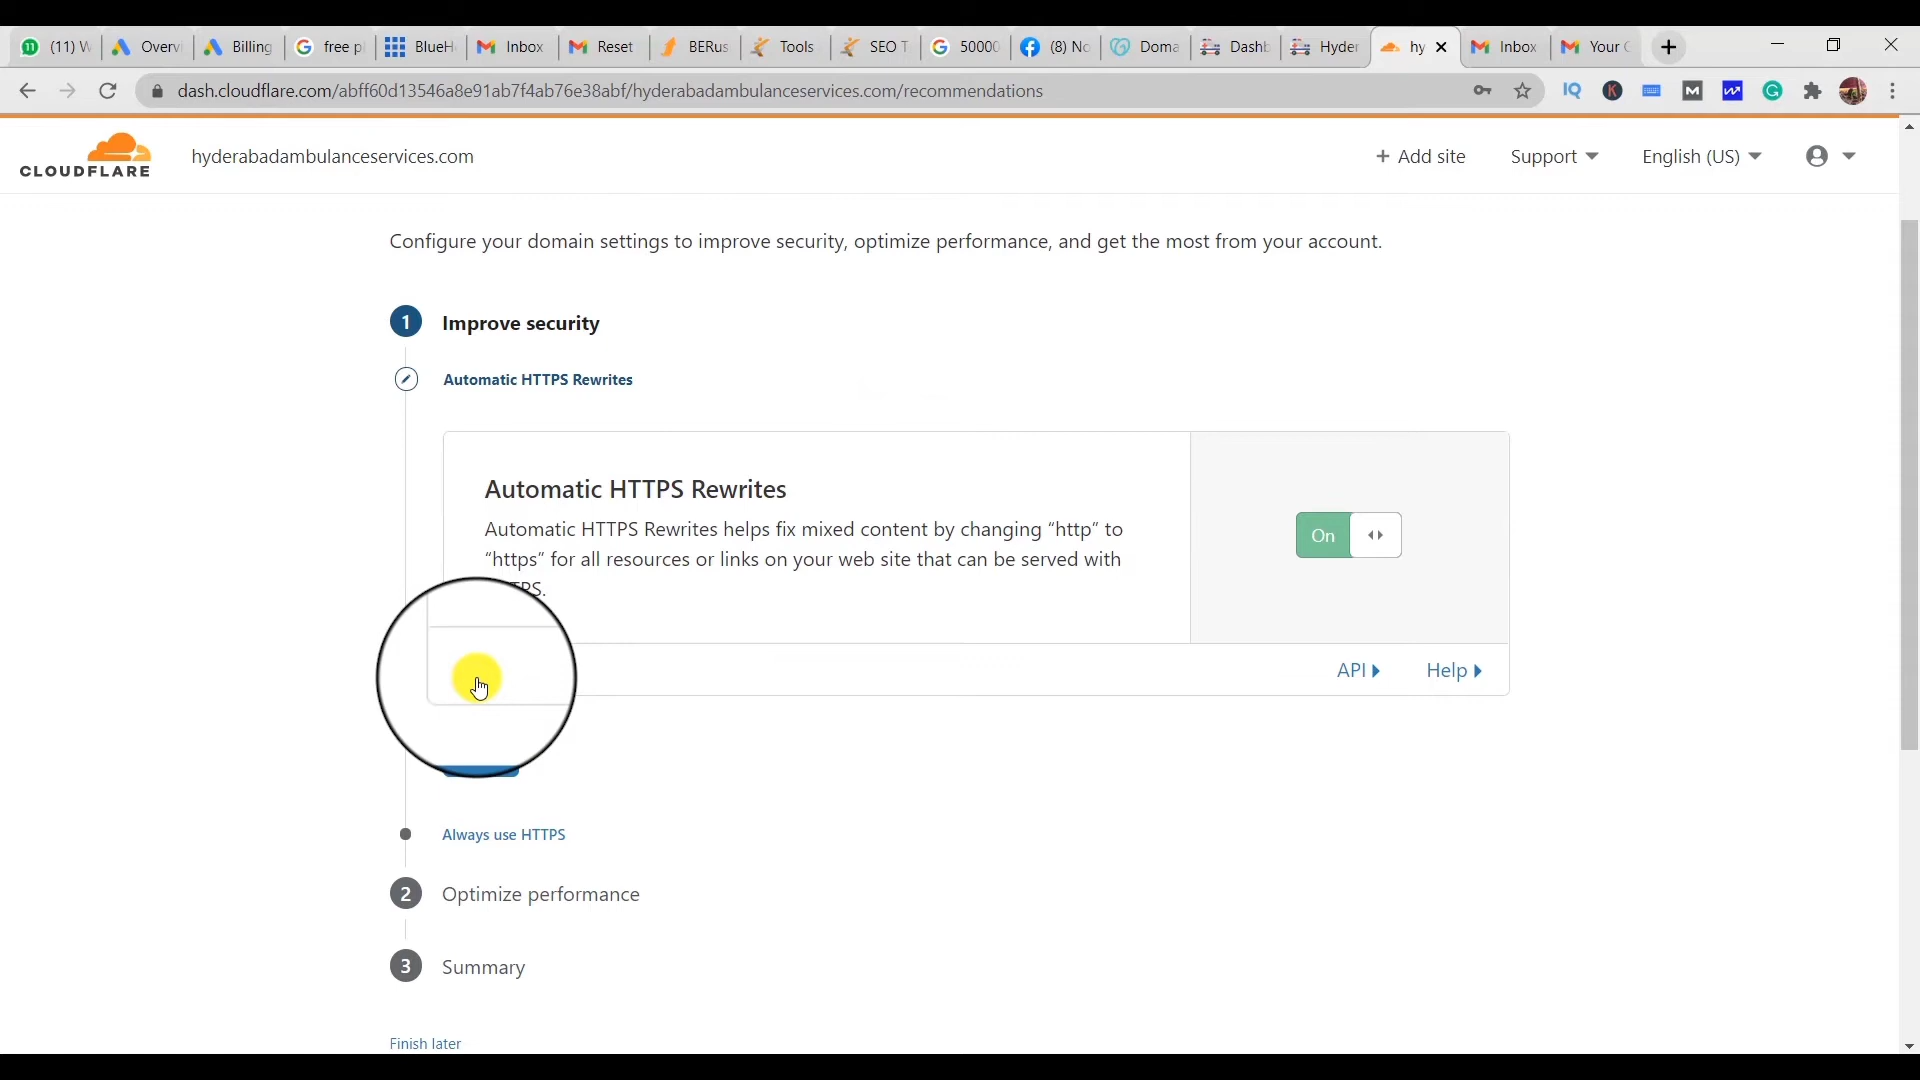 (11) W
Overv
Billing
free p
BlueH
Inbox
Reset
BERus
Tools
SEO T
50000
(8) No
Doma
Dashb
Hyder
hy
Inbox
Your
dash.cloudflare.com/abff60d13546a8e91ab7f4ab76e38abf/hyderabadambulanceservices.com/recommendations
CLOUDFLARE
hyderabadambulanceservices.com
+ Add site
Support
English (US)
Configure your domain settings to improve security, optimize performance, and get the most from your account.
1 Improve security
Automatic HTTPS Rewrites
Automatic HTTPS Rewrites
Automatic HTTPS Rewrites helps fix mixed content by changing “http” to
“https” for all resources or links on your web site that can be served with
TPS.
On
API
Help
Always use HTTPS
2 Optimize performance
3 Summary
Finish later